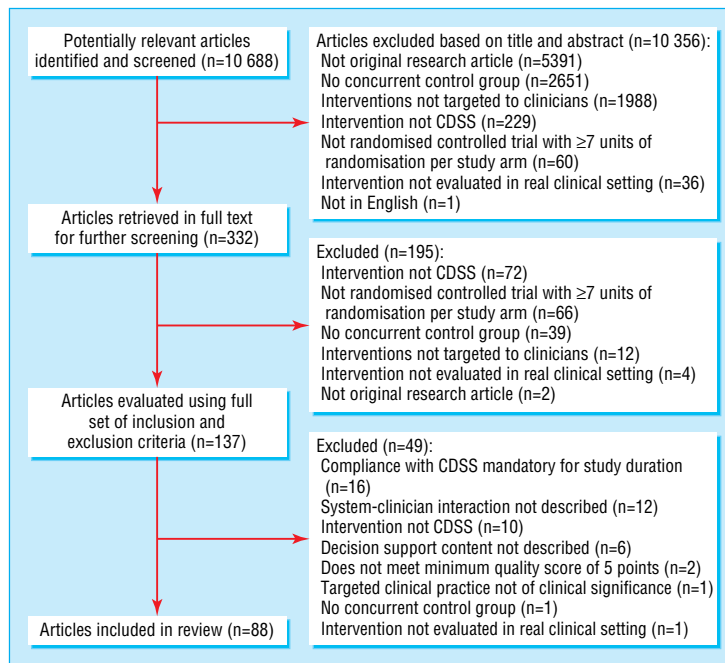 Potentially relevant articles
identified and screened (n=10 688)
Articles excluded based on title and abstract (n=10 356):
Not original research article (n=5391)
No concurrent control group (n=2651)
Interventions not targeted to clinicians (n=1988)
Intervention not CDSS (n=229)
Not randomised controlled trial with ≥7 units of
randomisation per study arm (n=60)
Intervention not evaluated in real clinical setting (n=36)
Not in English (n=1)
Articles retrieved in full text
for further screening (n=332)
Excluded (n=195):
Intervention not CDSS (n=72)
Not randomised controlled trial with ≥7 units of
randomisation per study arm (n=66)
No concurrent control group (n=39)
Interventions not targeted to clinicians (n=12)
Intervention not evaluated in real clinical setting (n=4)
Not original research article (n=2)
Articles evaluated using full
set of inclusion and
exclusion criteria (n=137)
Excluded (n=49):
Compliance with CDSS mandatory for study duration
(n=16)
System-clinician interaction not described (n=12)
Intervention not CDSS (n=10)
Decision support content not described (n=6)
Does not meet minimum quality score of 5 points (n=2)
Targeted clinical practice not of clinical significance (n=1)
No concurrent control group (n=1)
Intervention not evaluated in real clinical setting (n=1)
Articles included in review (n=88)